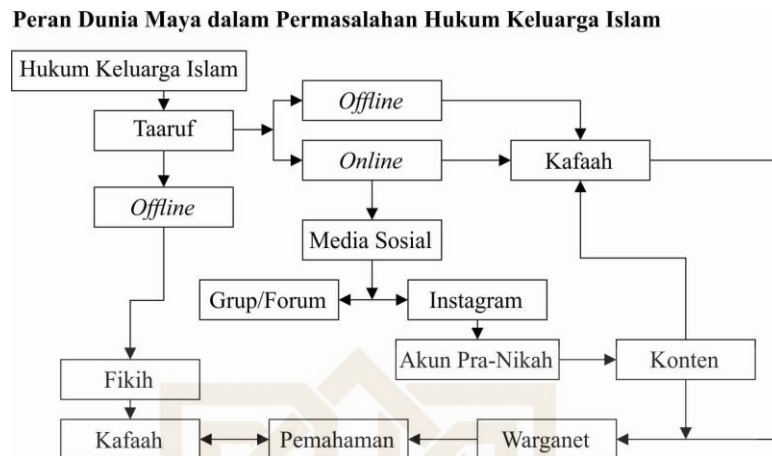 Peran Dunia Maya dalam Permasalahan Hukum Keluarga Islam
Hukum Keluarga Islam
Offline
Taaruf
Online
Kafaah
Offline
Media Sosial
Grup/Forum
Instagram
Akun Pra-Nikah
Konten
Fikih
Kafaah
Pemahaman
Warganet